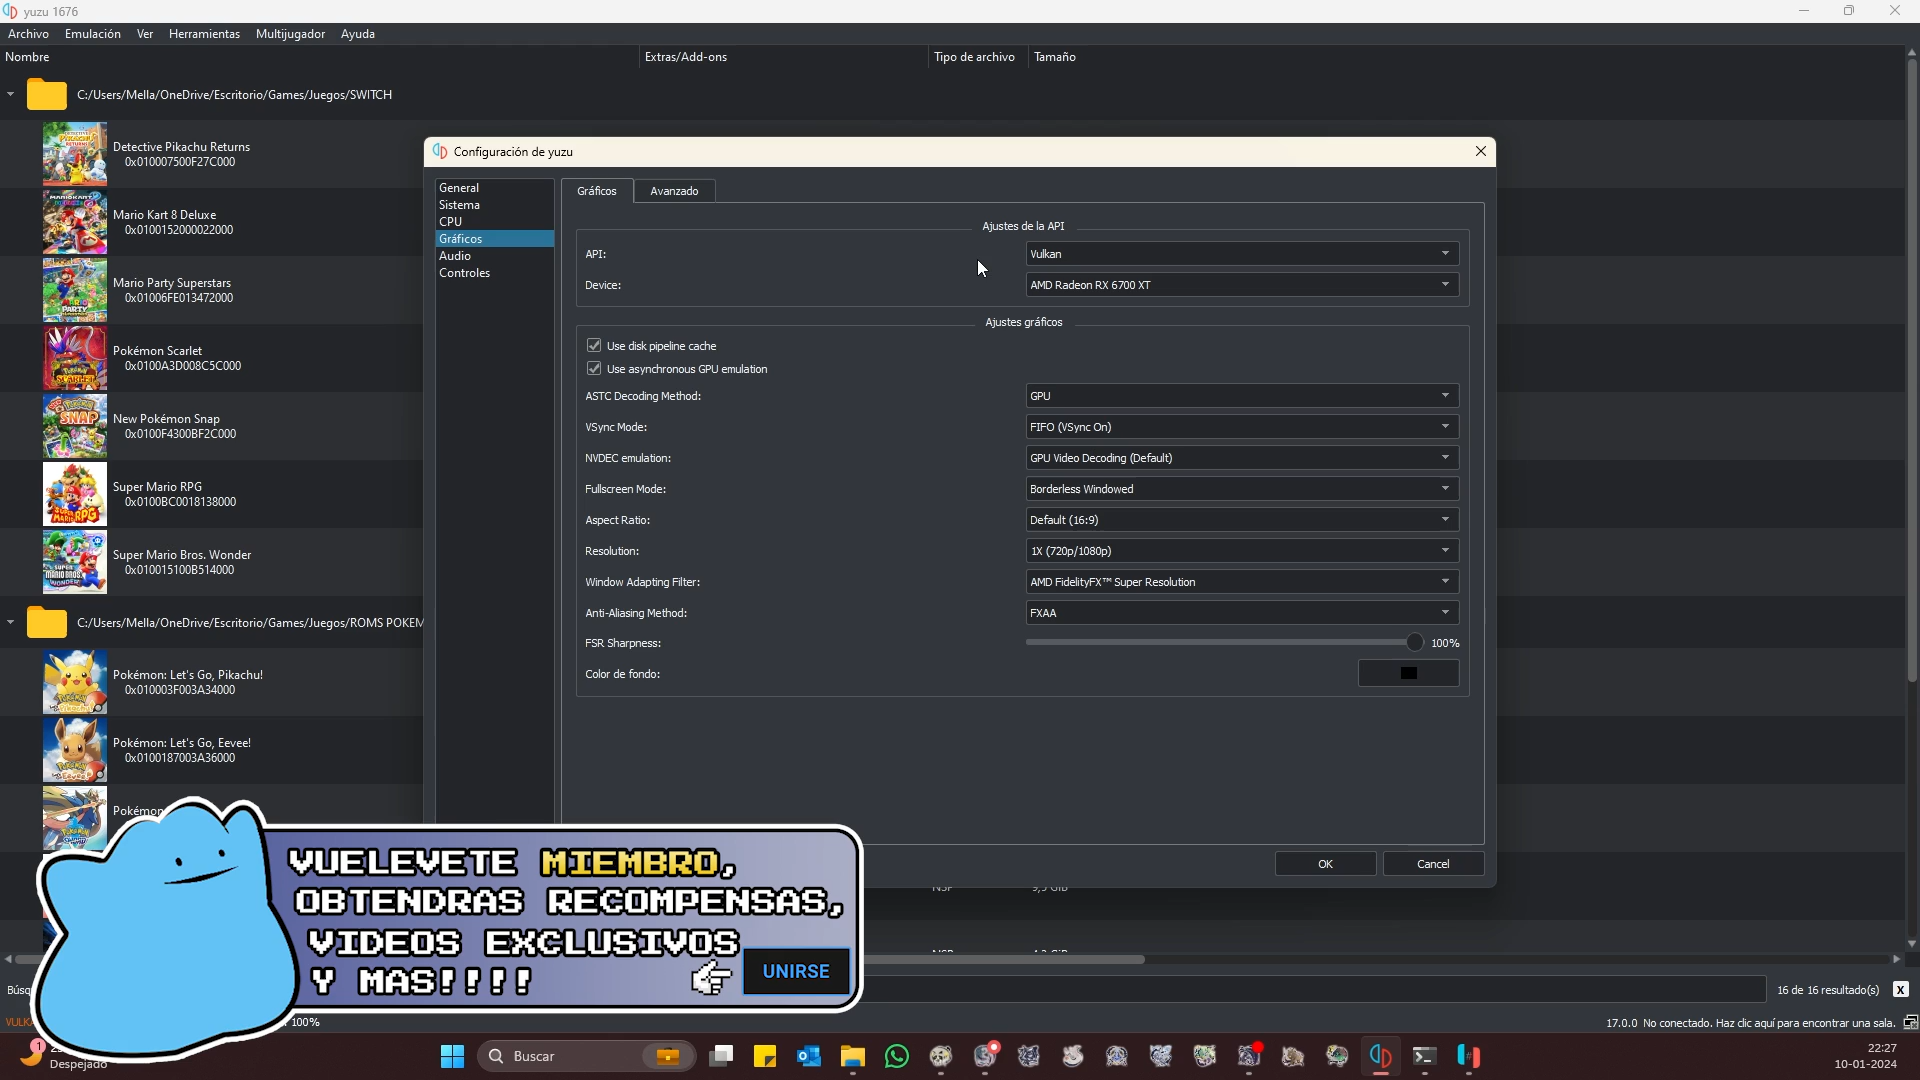 yuzu 1676
Archivo Emulación Ver Herramientas Multijugador Ayuda
Nombre Extras/Add-ons Tipo de archivo Tamaño
C:/Users/Mella/OneDrive/Escritorio/Games/Juegos/SWITCH
Detective Pikachu Returns
0x010007500F27C000
Mario Kart 8 Deluxe
0x0100152000022000
Mario Party Superstars
0x01006FE013472000
Pokémon Scarlet
0x0100A3D008C5C000
New Pokémon Snap
0x0100F4300BF2C000
Super Mario RPG
0x0100BC0018138000
Super Mario Bros. Wonder
0x010015100B514000
C:/Users/Mella/OneDrive/Escritorio/Games/Juegos/ROMS POKEM
Pokémon: Let's Go, Pikachu!
0x010003F003A34000
Pokémon: Let's Go, Eevee!
0x0100187003A36000
Pokémon
Configuración de yuzu
General
Sistema
CPU
Gráficos
Audio
Controles
Gráficos Avanzado
Ajustes de la API
API: Vulkan
Device: AMD Radeon RX 6700 XT
Ajustes gráficos
Use disk pipeline cache
Use asynchronous GPU emulation
ASTC Decoding Method: GPU
VSync Mode: FIFO (VSync On)
NVDEC emulation: GPU Video Decoding (Default)
Fullscreen Mode: Borderless Windowed
Aspect Ratio: Default (16:9)
Resolution: 1X (720p/1080p)
Window Adapting Filter: AMD FidelityFX™ Super Resolution
Anti-Aliasing Method: FXAA
FSR Sharpness: 100%
Color de fondo:
OK Cancel
VUELEVETE MIEMBRO,
OBTENDRAS RECOMPENSAS,
VIDEOS EXCLUSIVOS
Y MAS!!!!
UNIRSE
16 de 16 resultado(s) X
100%
17.0.0 No conectado. Haz clic aquí para encontrar una sala.
1
Despejado
Buscar
22:27
10-01-2024